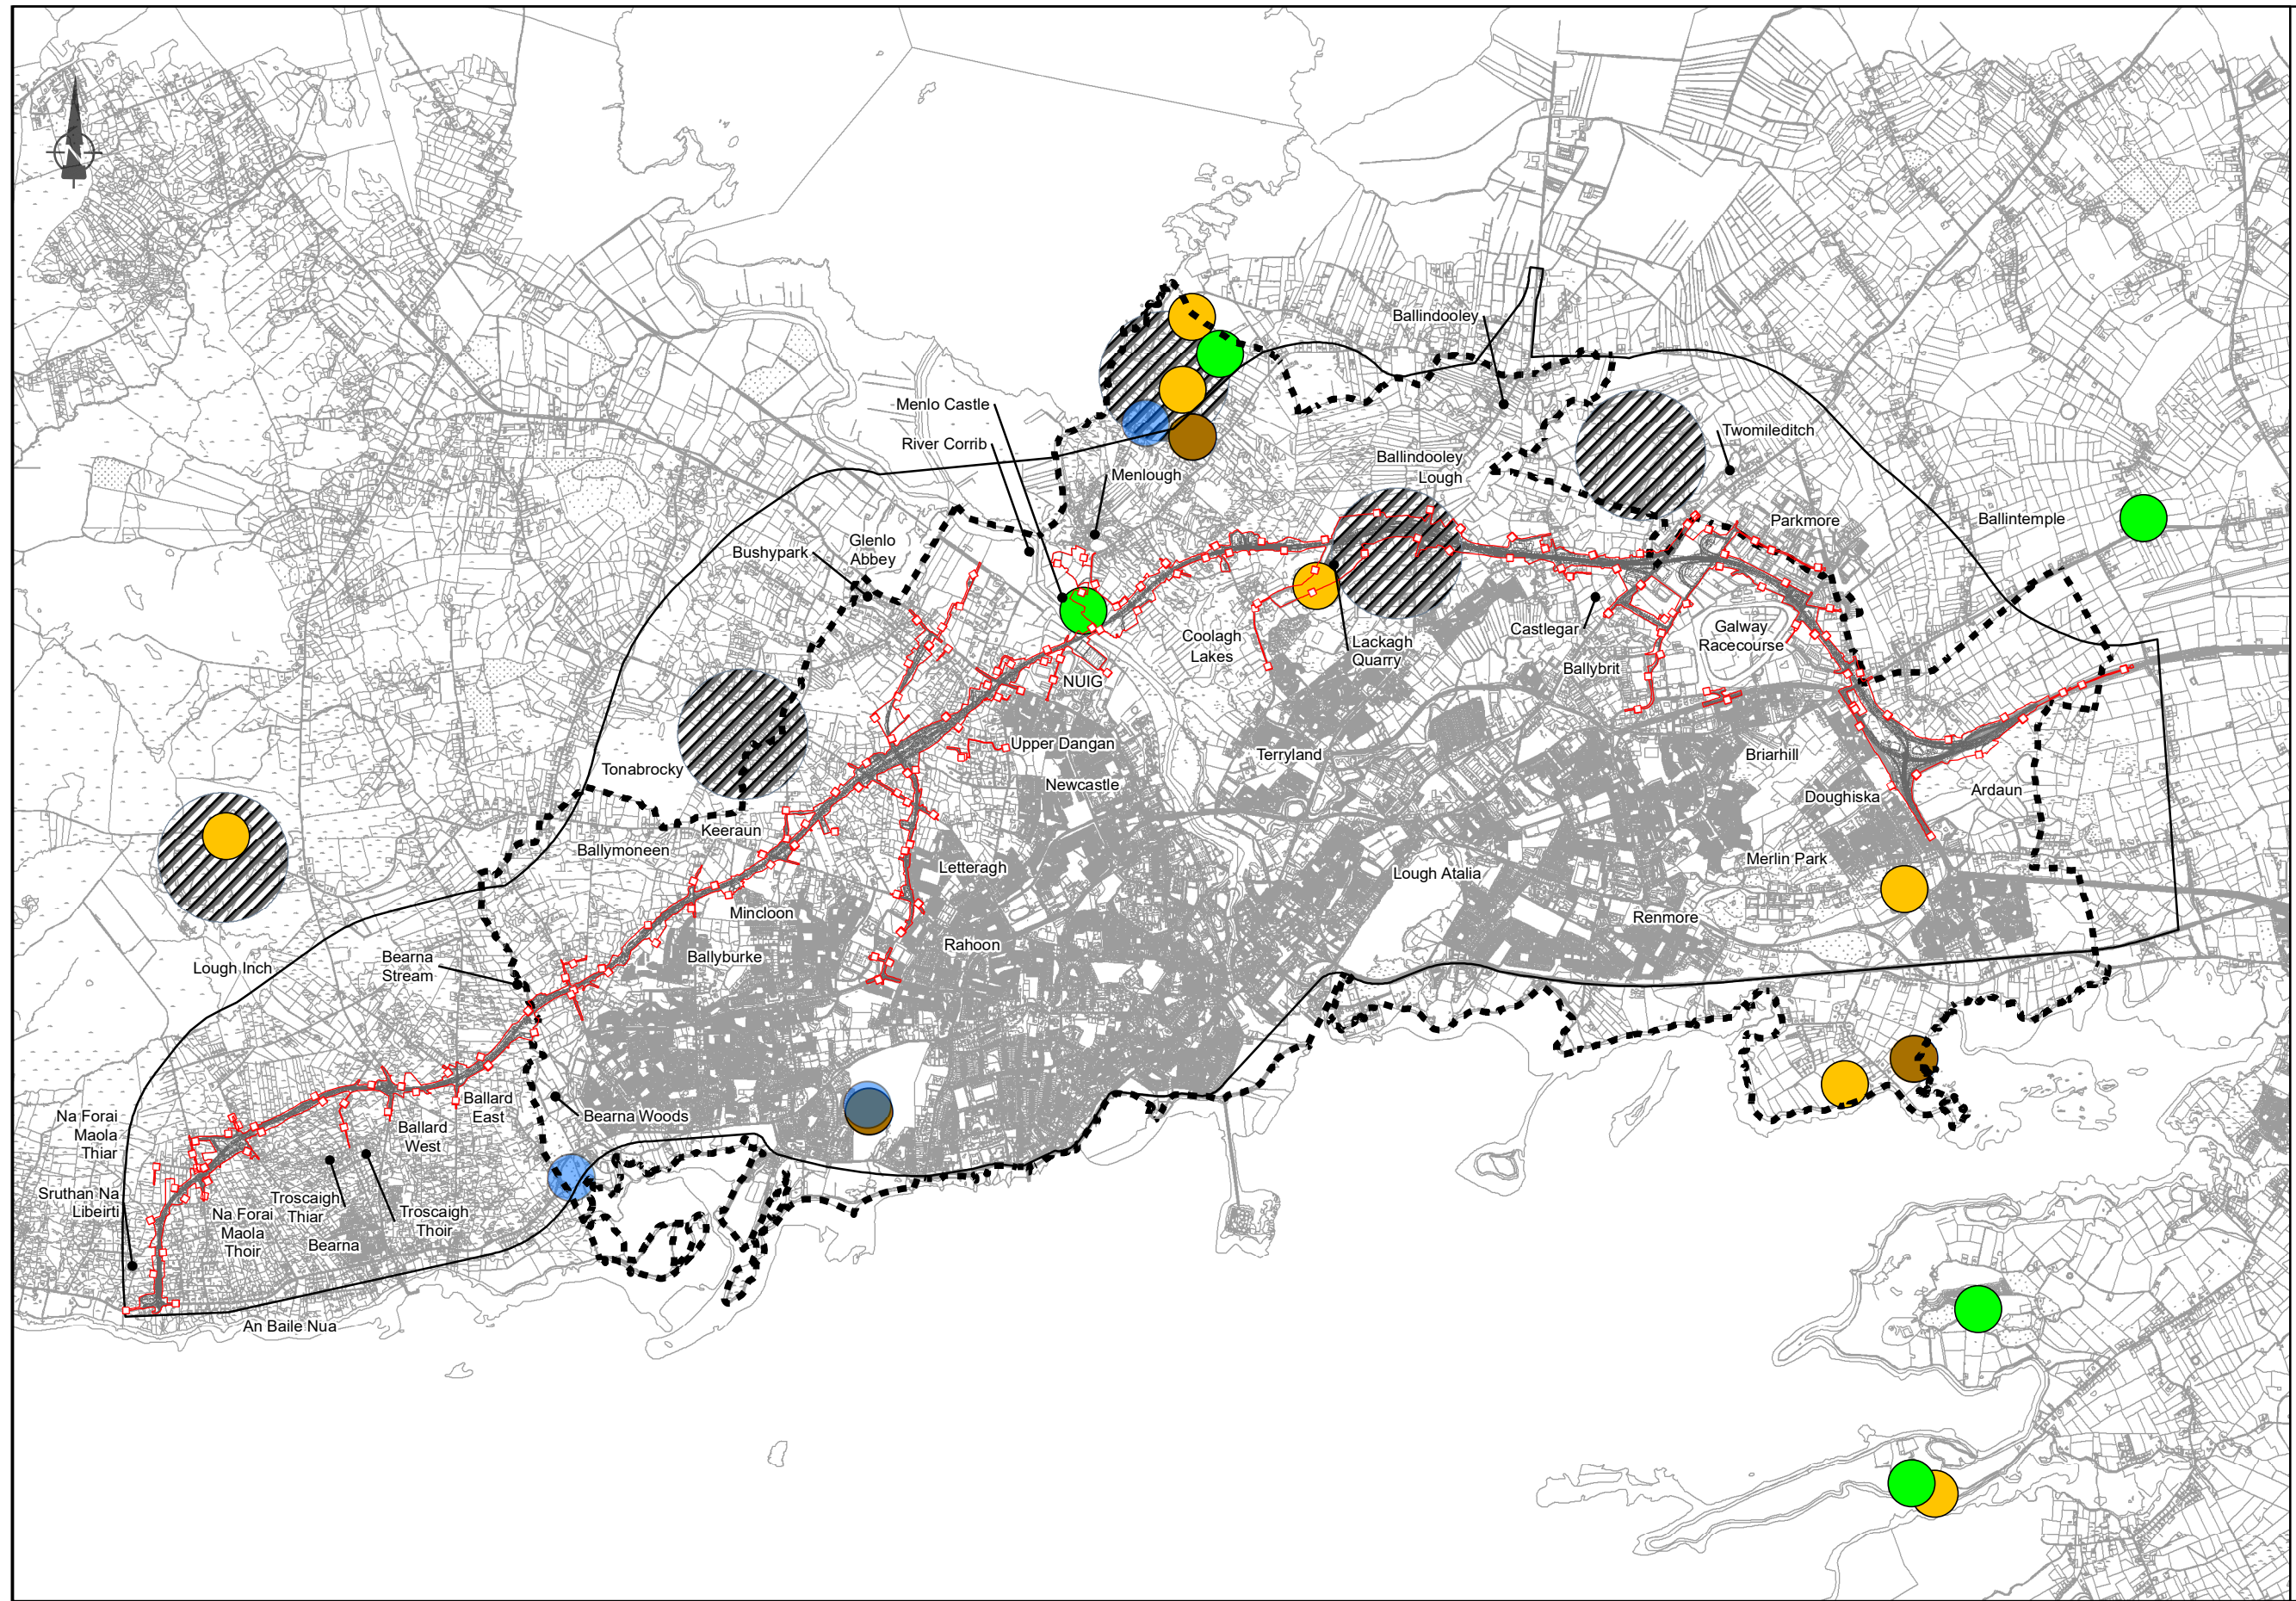 N
Ballindooley
Menlo Castle
River Corrib
Twomileditch
Ballindooley
Lough
Menlough
Parkmore
Ballintemple
Glenlo
Abbey
Bushypark
Castlegar
Coolagh
Lakes
Lackagh
Quarry
Galway
Racecourse
Ballybrit
NUIG
Upper Dangan
Terryland
Briarhill
Tonabrocky
Newcastle
Doughiska
Ardaun
Keeraun
Ballymoneen
Letteragh
Lough Atalia
Merlin Park
Mincloon
Renmore
Rahoon
Ballyburke
Bearna
Stream
Lough Inch
Ballard
East
Bearna Woods
Na Forai
Maola
Thiar
Ballard
West
Sruthan Na
Libeirti
Troscaigh
Thiar
Na Forai
Maola
Thoir
Troscaigh
Thoir
Bearna
An Baile Nua